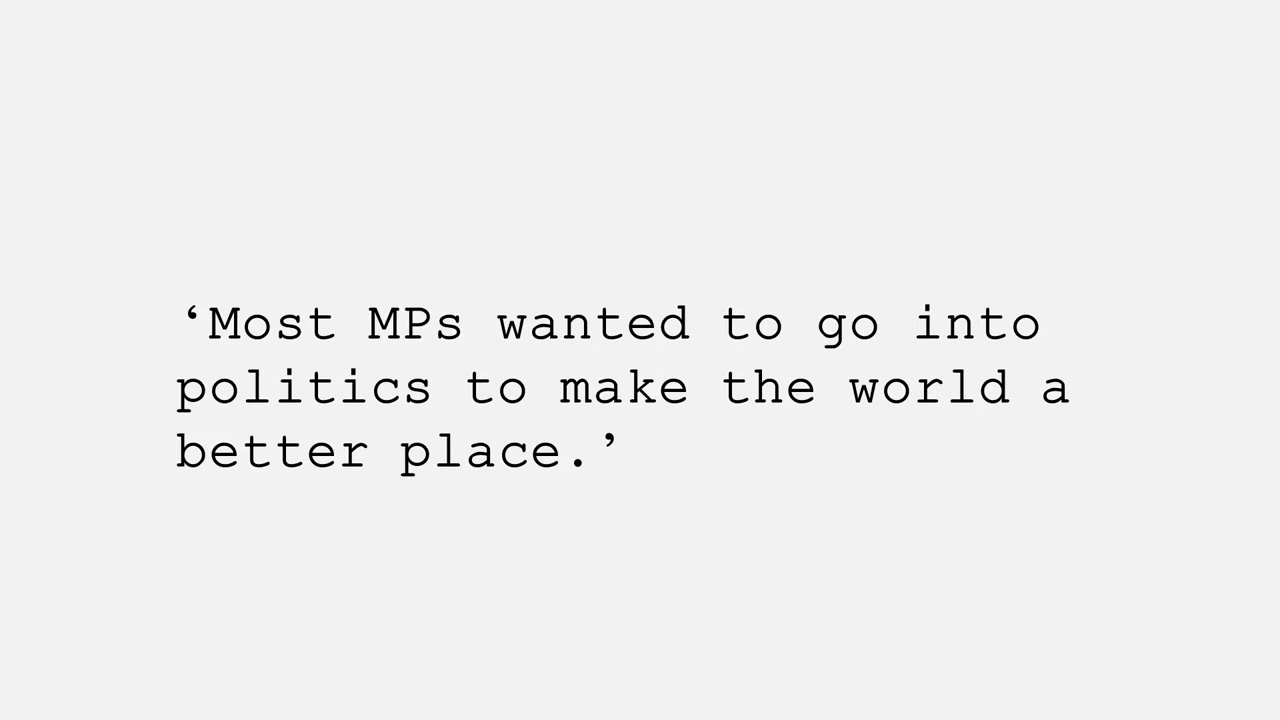 ‘Most MPs wanted to go into
politics to make the world a
better place.’